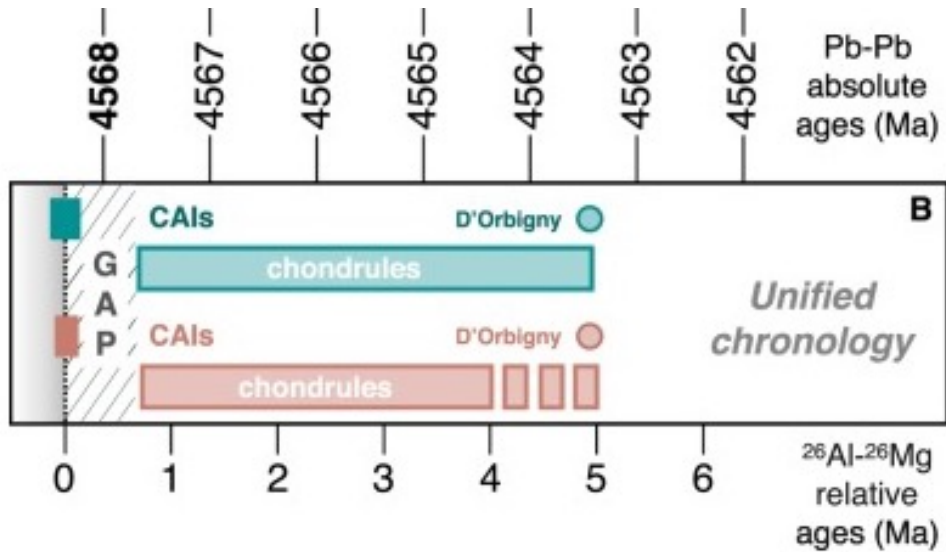 4568 4567 4566 4565 4564 4563 4562
Pb-Pb
absolute
ages (Ma)
B
CAIs D'Orbigny
chondrules
G
A
P
CAIs D'Orbigny
chondrules
Unified
chronology
0 1 2 3 4 5 6
²⁶Al-²⁶Mg
relative
ages (Ma)